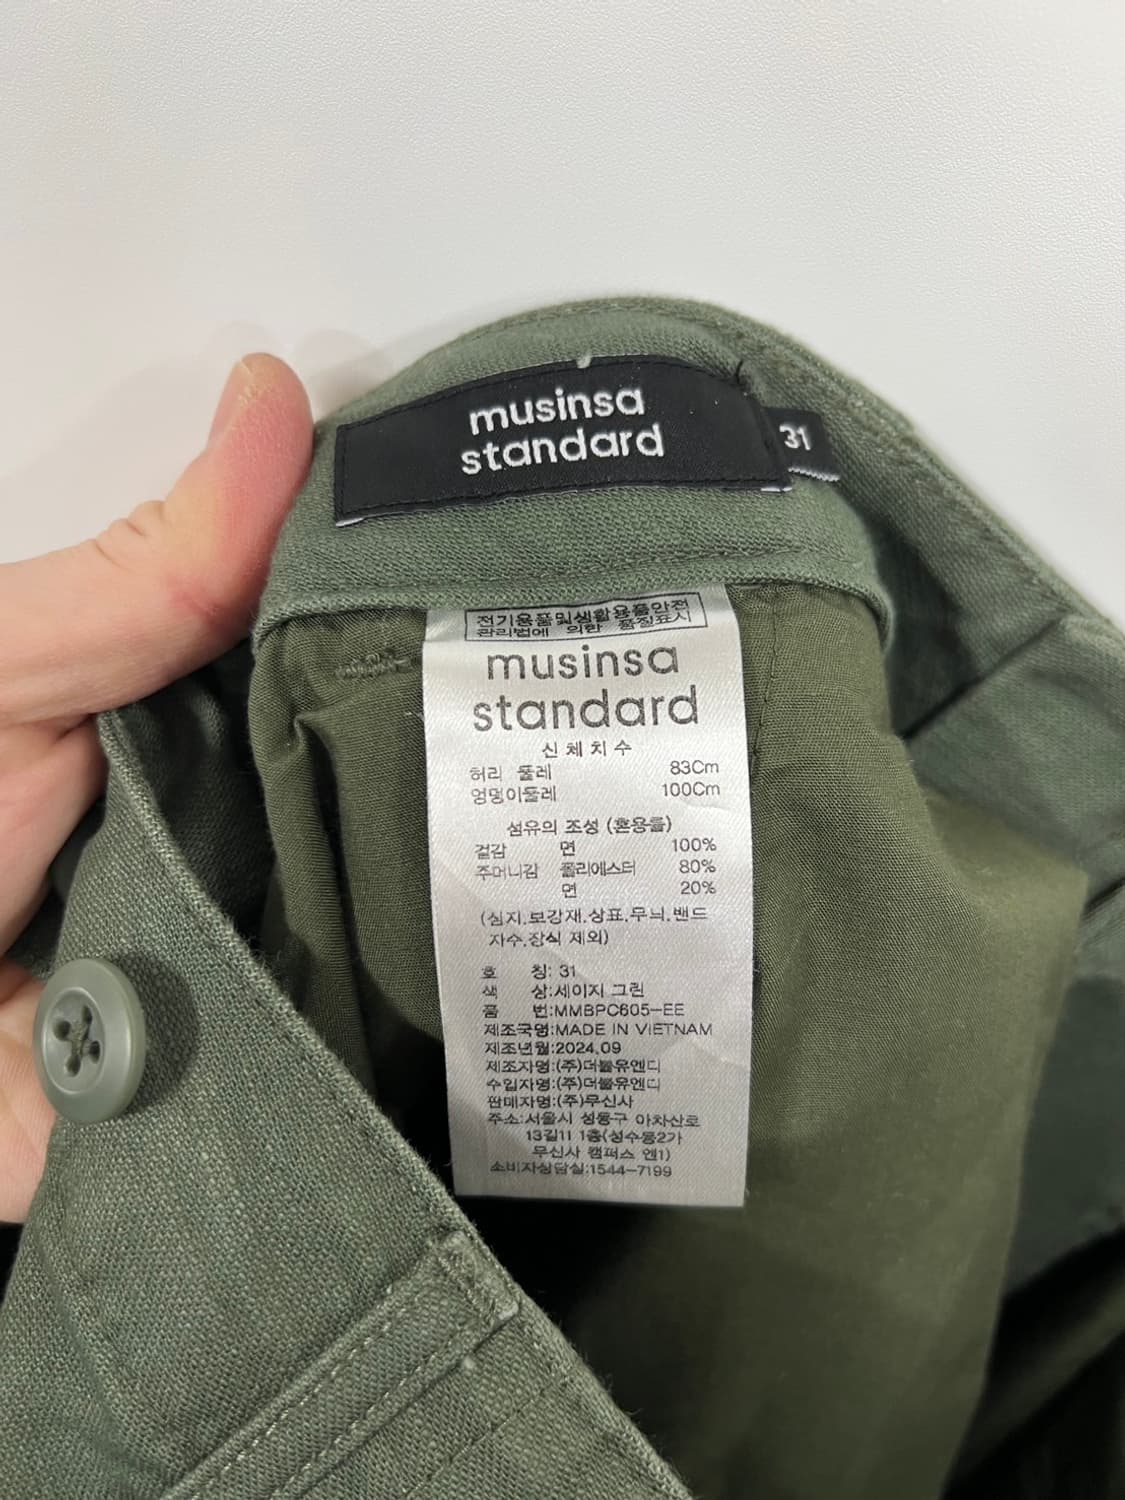 musinsa
standard
31
전기용품및생활용품안전
관리법에 의한 품질표시
musinsa
standard
신체치수
허리 둘레 83Cm
엉덩이둘레 100Cm
섬유의 조성 (혼용률)
겉감 면 100%
주머니감 폴리에스터 80%
면 20%
(심지,보강재,상표,무늬,밴드
자수,장식 제외)
호 칭: 31
색 상:세이지 그린
품 번:MMBPC605-EE
제조국명:MADE IN VIETNAM
제조년월:2024.09
제조자명:(주)더블유엔디
수입자명:(주)더블유엔디
판매자명:(주)무신사
주소:서울시 성동구 아차산로
13길11 1층(성수동2가
무신사 캠퍼스 엔1)
소비자상담실:1544-7199